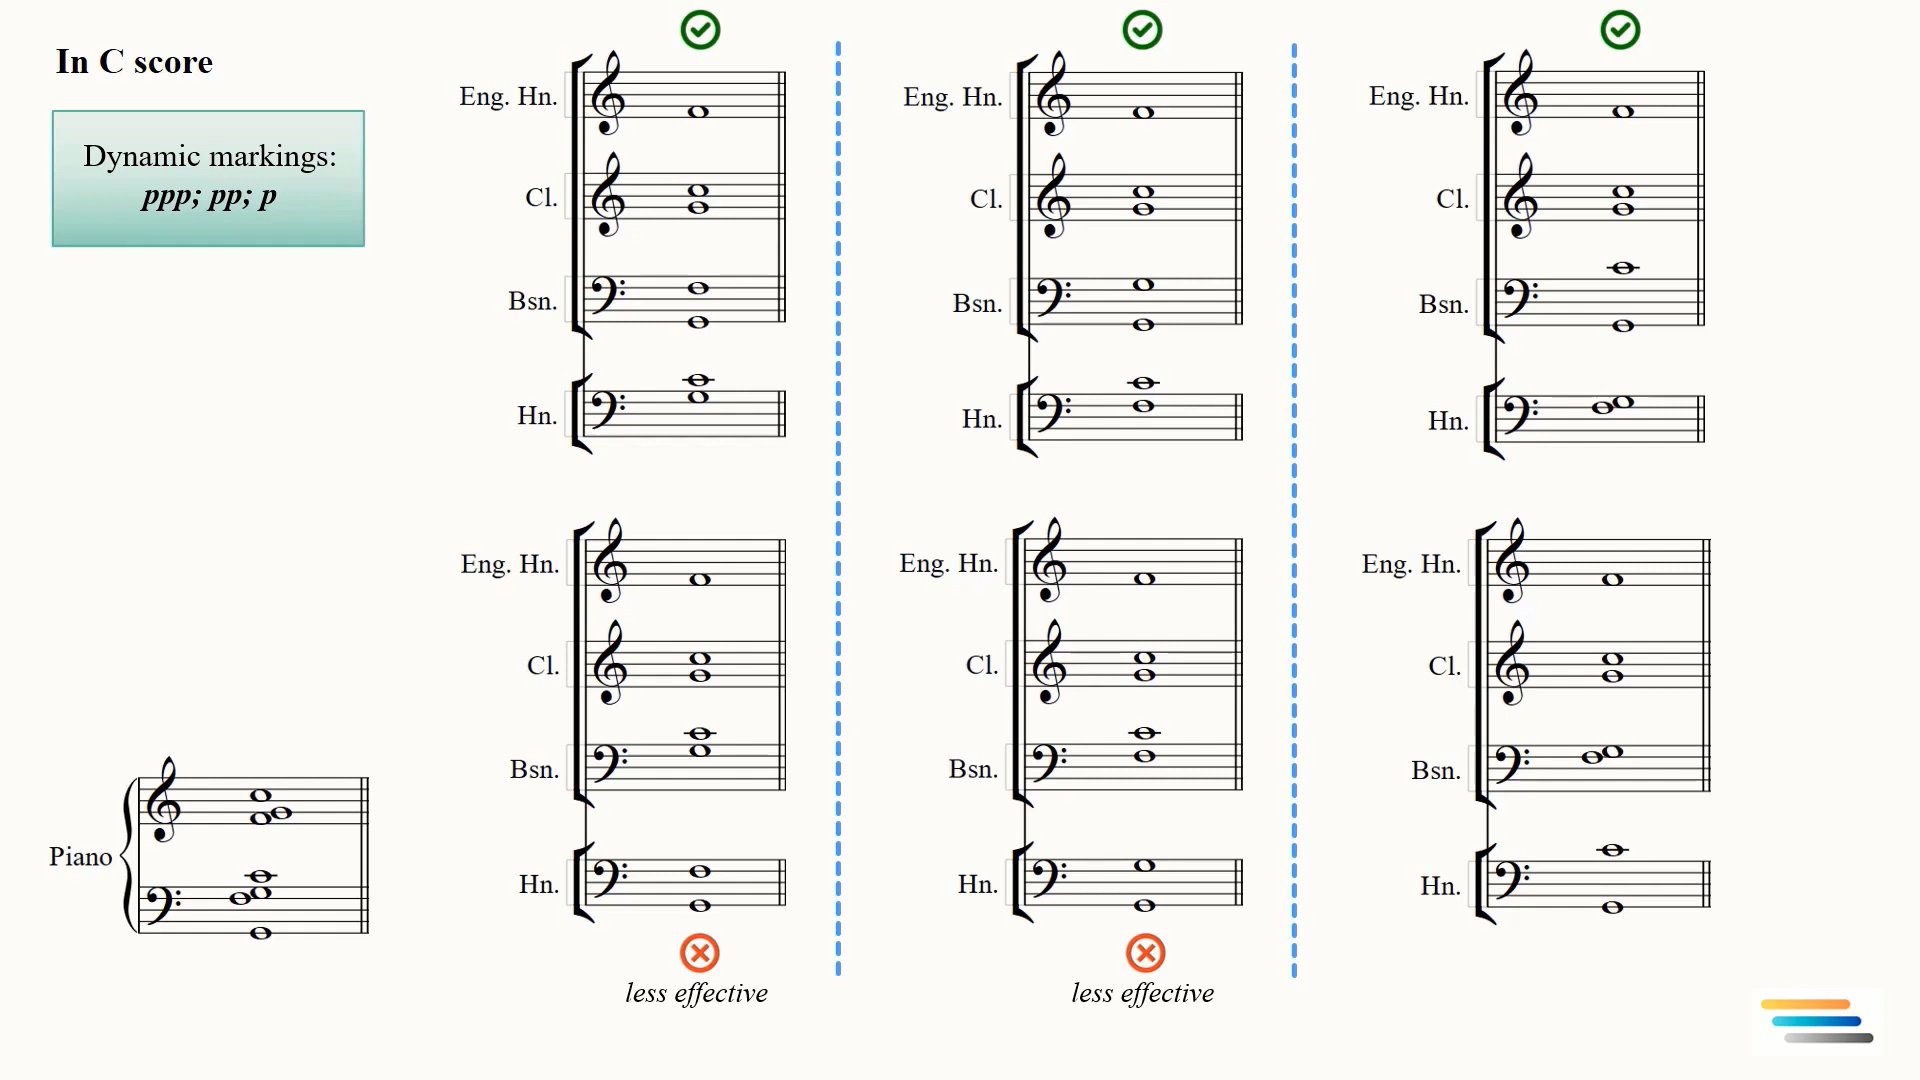 In C score
Dynamic markings:
ppp; pp; p
Eng. Hn.
Cl.
Bsn.
Hn.
Eng. Hn.
Cl.
Bsn.
Hn.
Eng. Hn.
Cl.
Bsn.
Hn.
Piano
Eng. Hn.
Cl.
Bsn.
Hn.
less effective
Eng. Hn.
Cl.
Bsn.
Hn.
less effective
Eng. Hn.
Cl.
Bsn.
Hn.